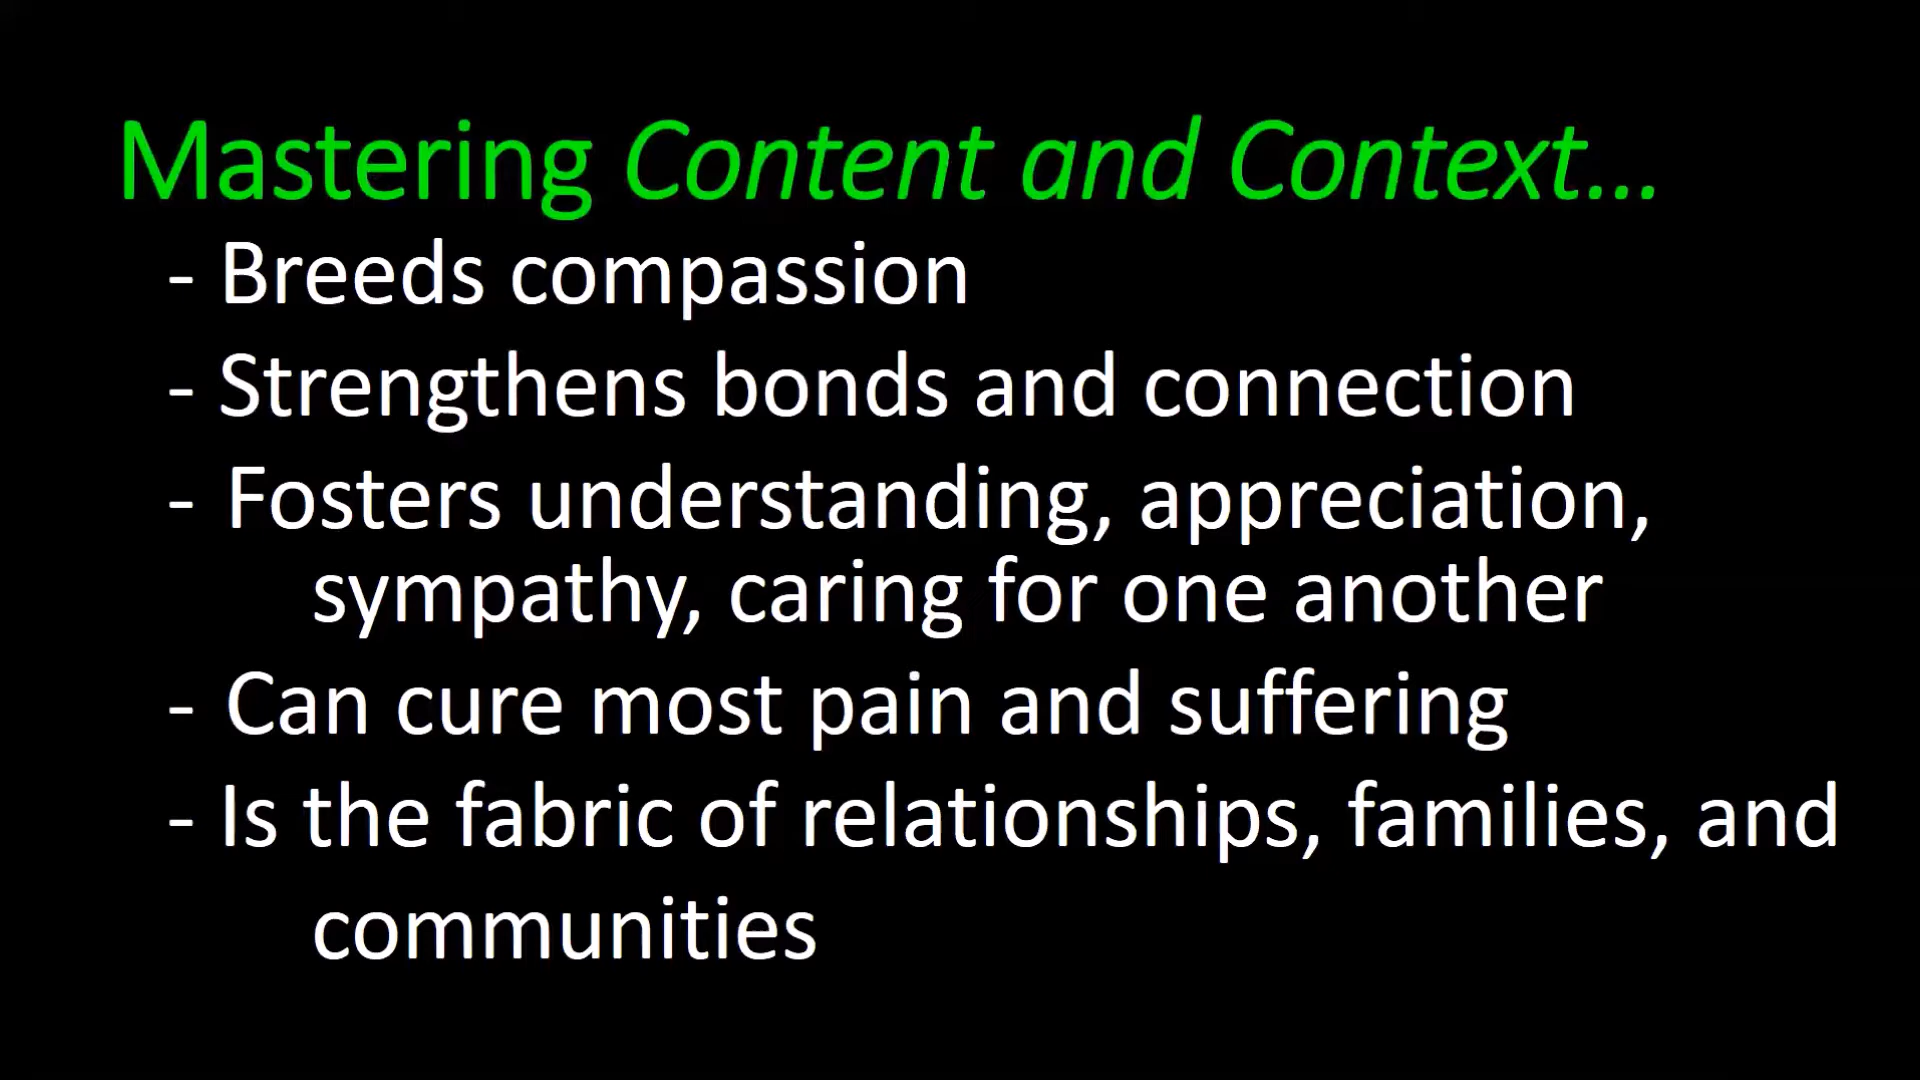 Mastering Content and Context...
- Breeds compassion
- Strengthens bonds and connection
- Fosters understanding, appreciation,
sympathy, caring for one another
- Can cure most pain and suffering
- Is the fabric of relationships, families, and
communities